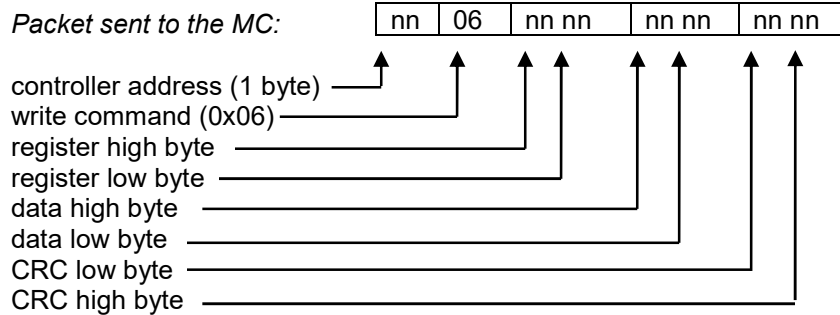 Packet sent to the MC: nn 06 nn nn nn nn nn nn
controller address (1 byte)
write command (0x06)
register high byte
register low byte
data high byte
data low byte
CRC low byte
CRC high byte